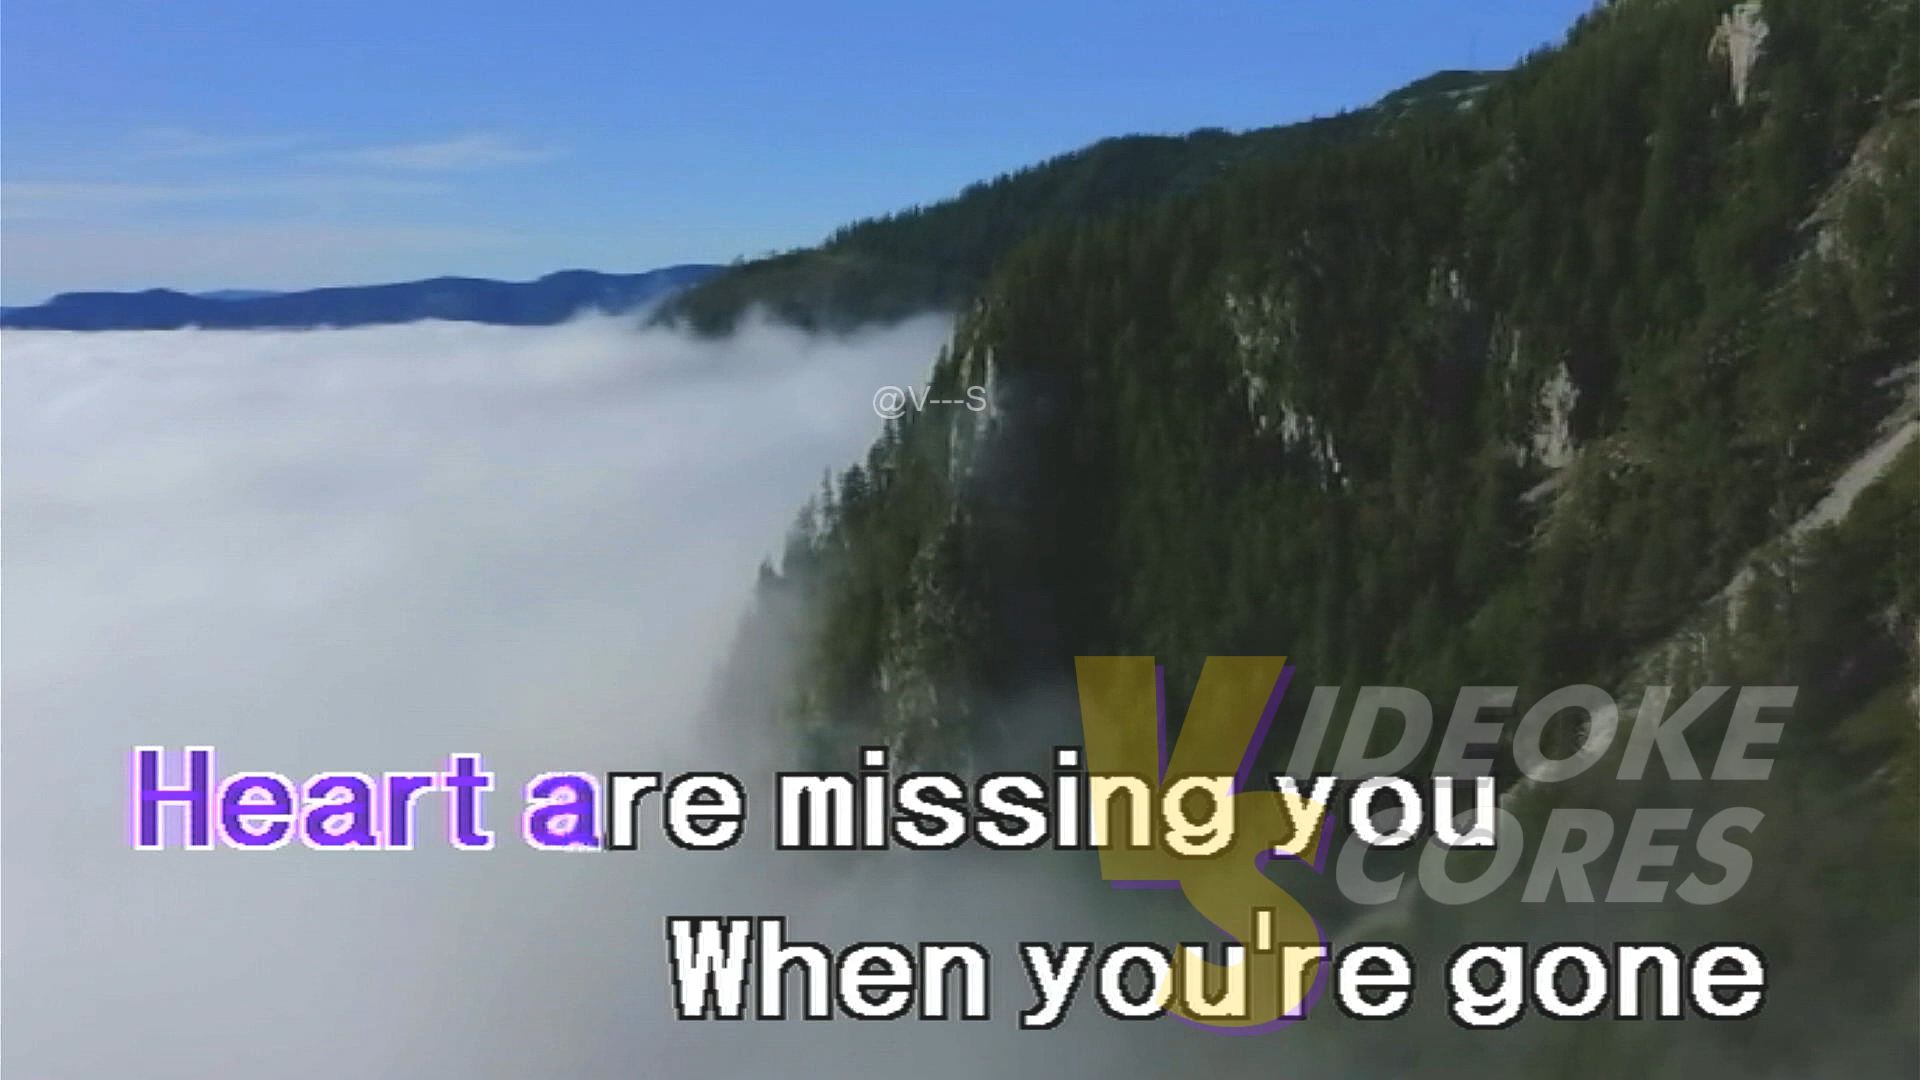 @V---S
VIDEOKE
SCORES
Heart are missing you
When you're gone